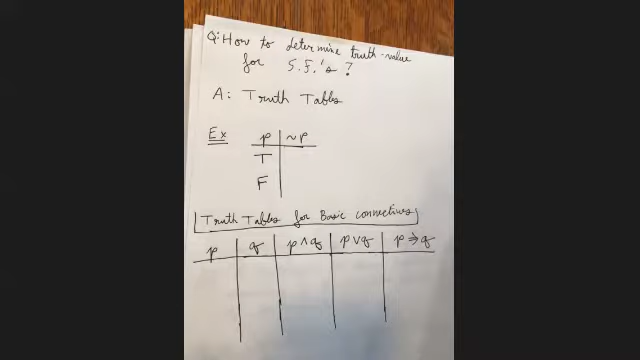 Q: How to determine truth-value
for S.F.'s ?
A: Truth Tables
Ex
p ~p
T
F
Truth Tables for Basic connectives
p q p ∧ q p ∨ q p ⇒ q